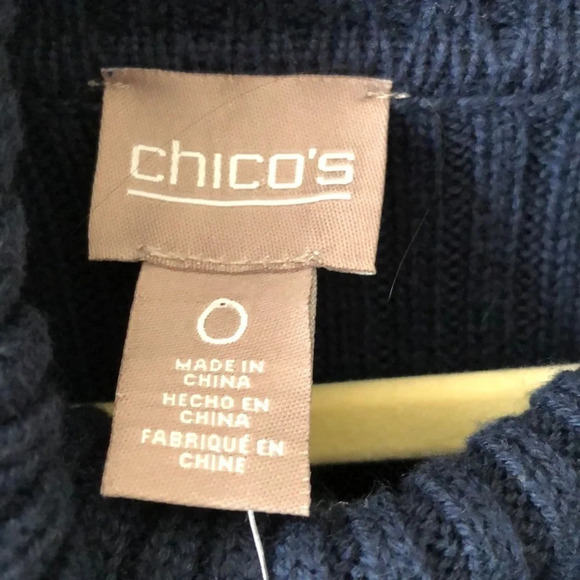 chico's
0
MADE IN
CHINA
HECHO EN
CHINA
FABRIQUÉ EN
CHINE